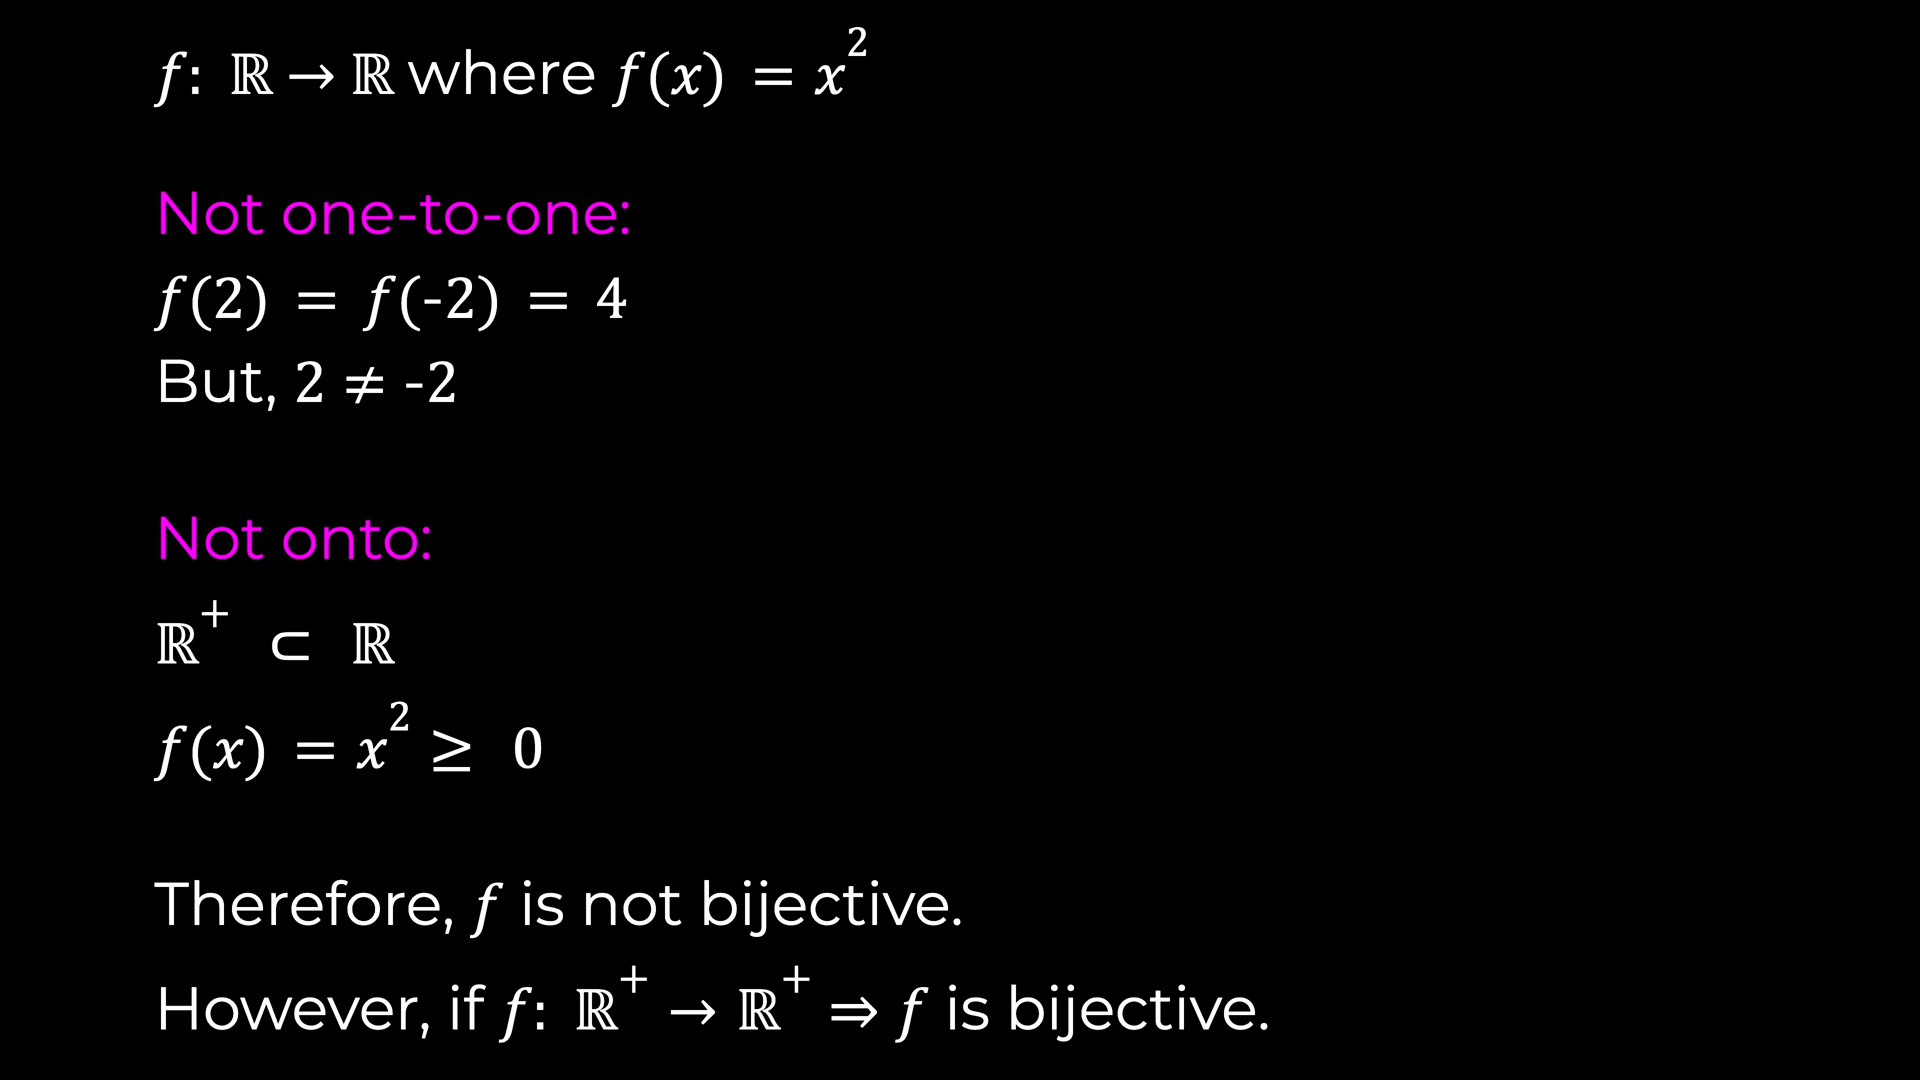 f: ℝ → ℝ where f(x) = x²
Not one-to-one:
f(2) = f(-2) = 4
But, 2 ≠ -2
Not onto:
ℝ⁺ ⊂ ℝ
f(x) = x² ≥ 0
Therefore, f is not bijective.
However, if f: ℝ⁺ → ℝ⁺ ⇒ f is bijective.